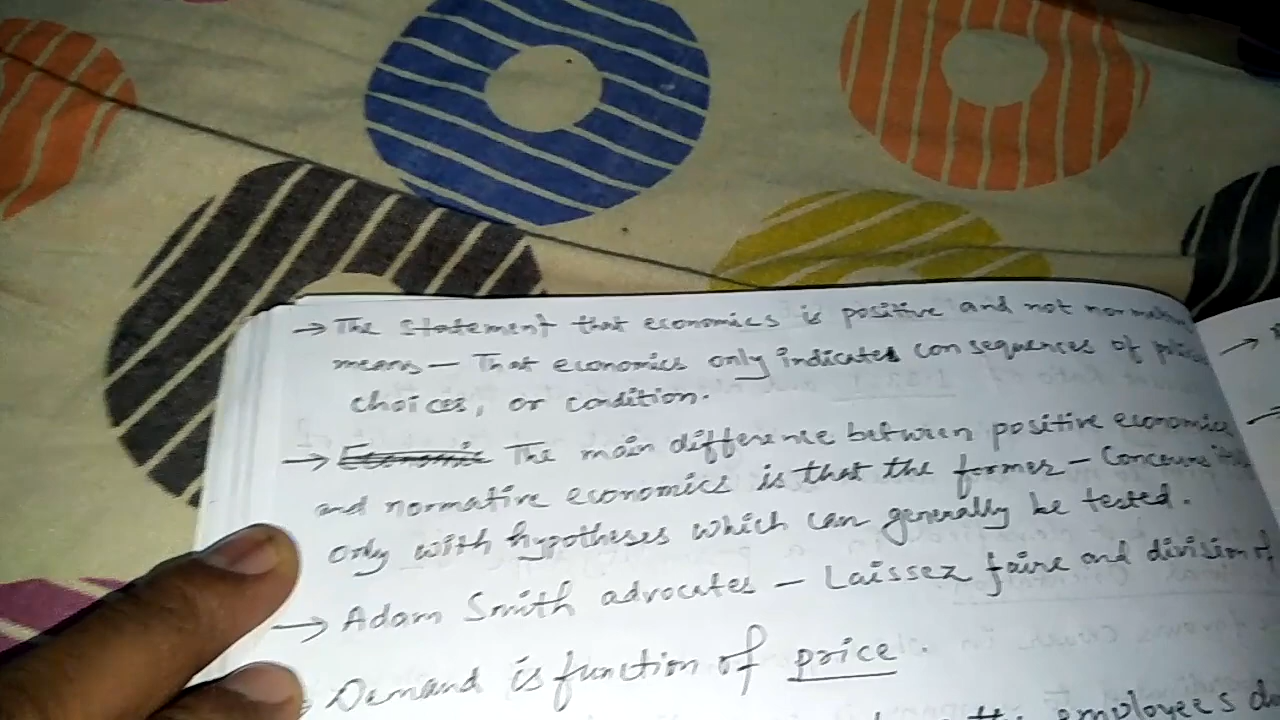 → The statement that economics is positive and not
means — That economics only indicates consequences of
choices, or condition.
→ The main difference between positive economics
and normative economics is that the former — Concerns
only with hypotheses which can generally be tested.
→ Adam Smith advocates — Laissez faire and division of
Demand is function of price.
employees